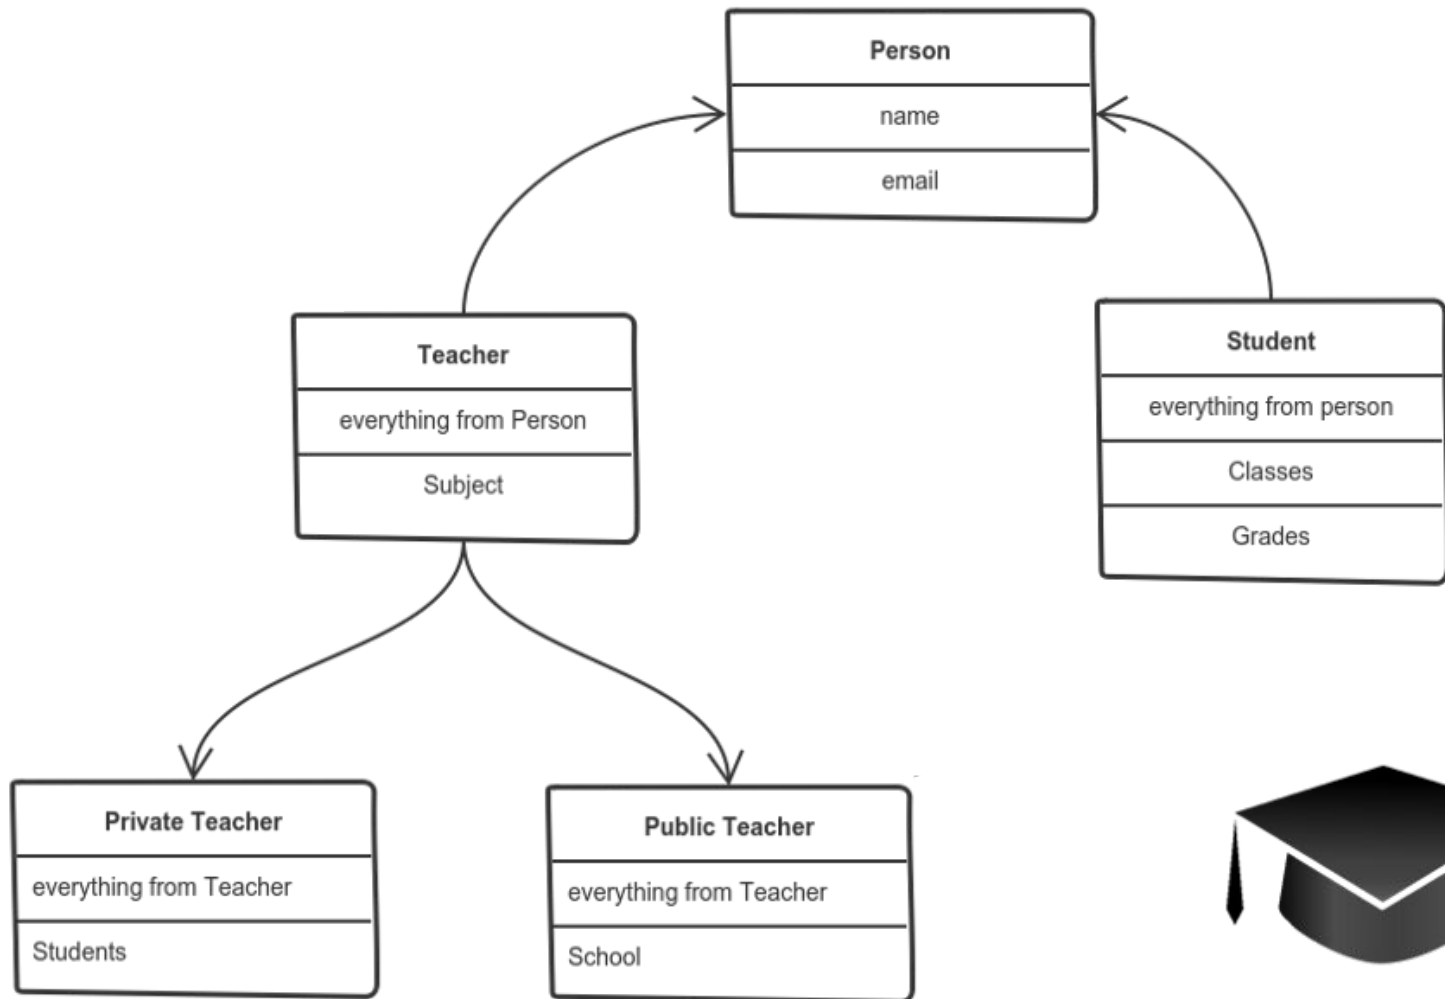 Person
name
email
Teacher
everything from Person
Subject
Student
everything from person
Classes
Grades
Private Teacher
everything from Teacher
Students
Public Teacher
everything from Teacher
School